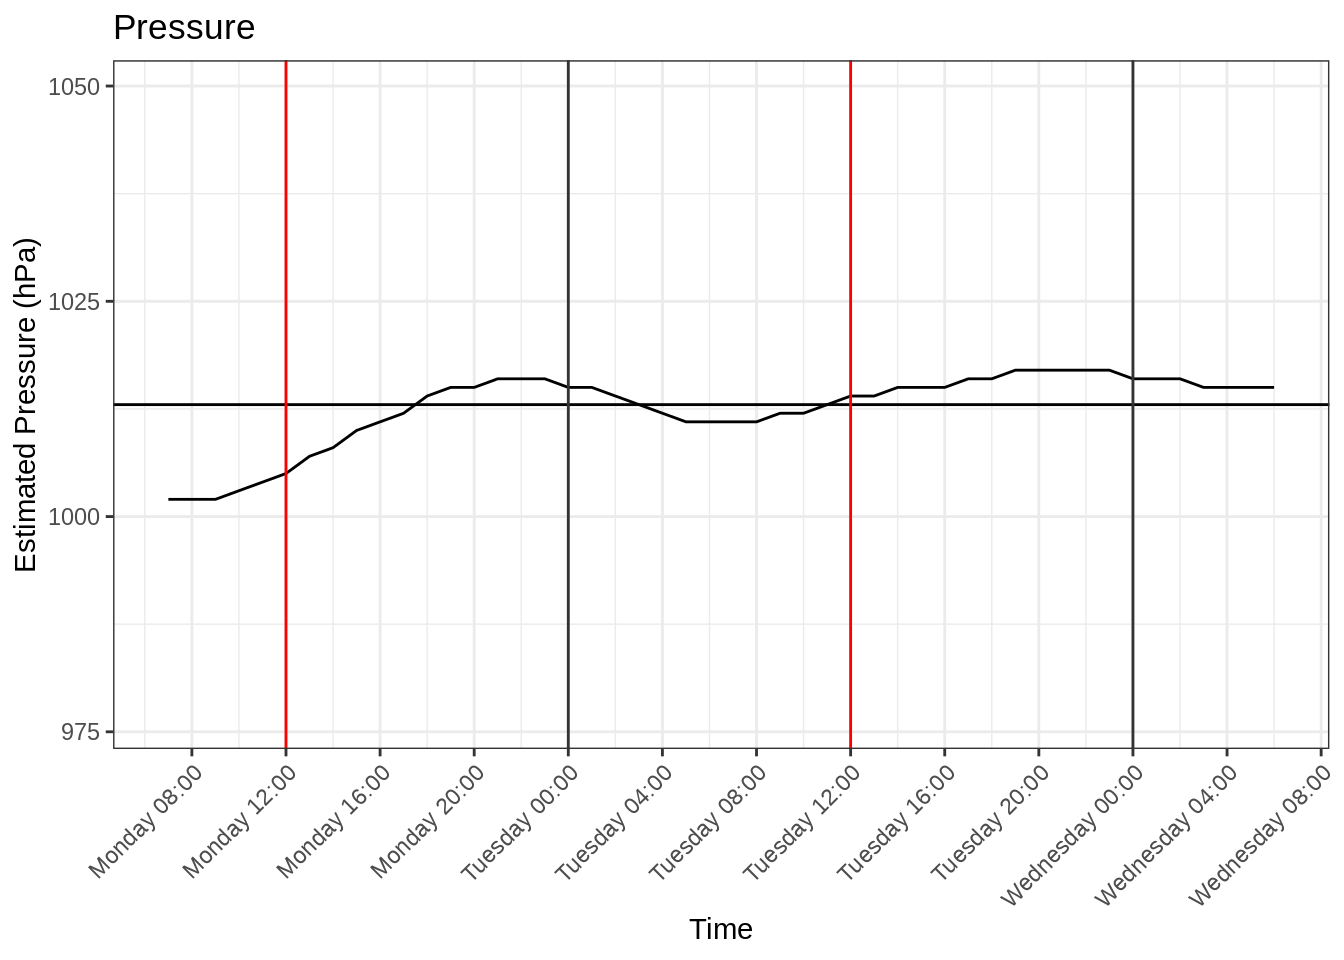 Pressure
Estimated Pressure (hPa)
1050
1025
1000
975
Monday 08:00
Monday 12:00
Monday 16:00
Monday 20:00
Tuesday 00:00
Tuesday 04:00
Tuesday 08:00
Tuesday 12:00
Tuesday 16:00
Tuesday 20:00
Wednesday 00:00
Wednesday 04:00
Wednesday 08:00
Time